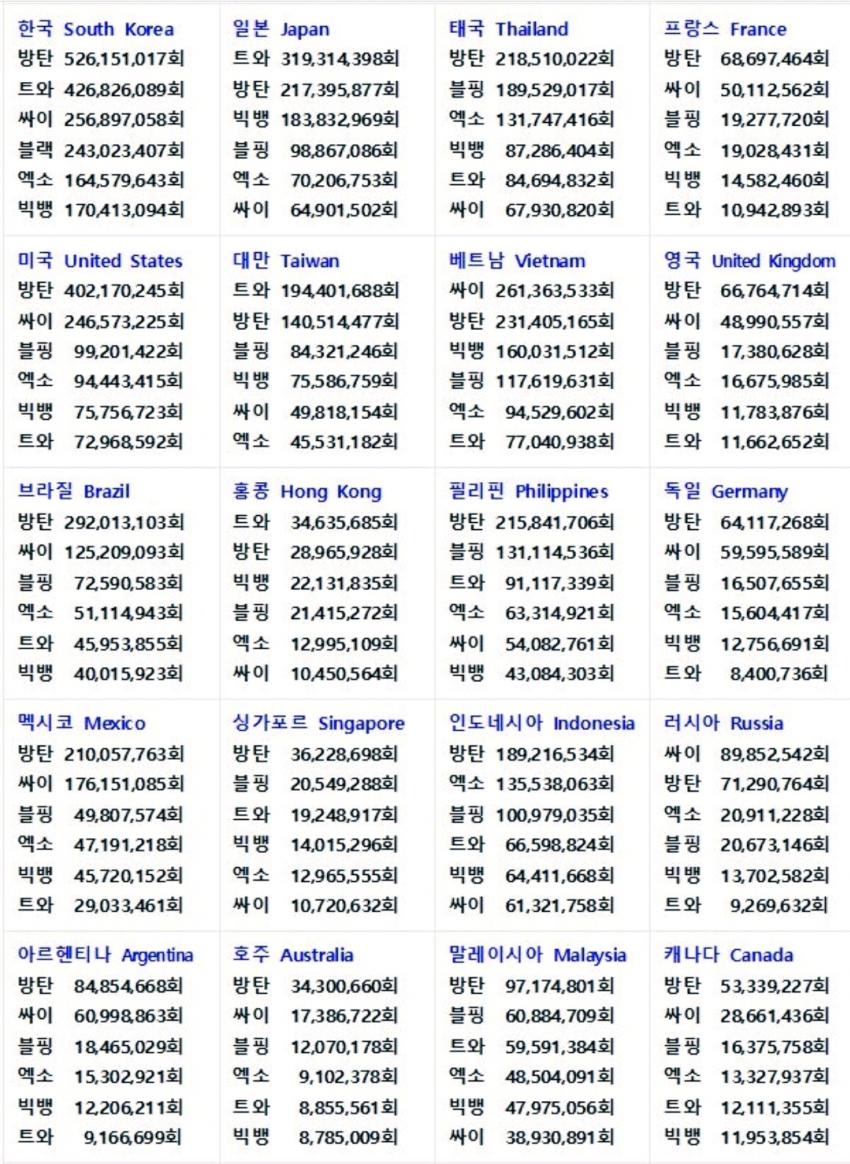 한국 South Korea
방탄 526,151,017회
트와 426,826,089회
싸이 256,897,058회
블랙 243,023,407회
엑소 164,579,643회
빅뱅 170,413,094회
일본 Japan
트와 319,314,398회
방탄 217,395,877회
빅뱅 183,832,969회
블핑 98,867,086회
엑소 70,206,753회
싸이 64,901,502회
태국 Thailand
방탄 218,510,022회
블핑 189,529,017회
엑소 131,747,416회
빅뱅 87,286,404회
트와 84,694,832회
싸이 67,930,820회
프랑스 France
방탄 68,697,464회
싸이 50,112,562회
블핑 19,277,720회
엑소 19,028,431회
빅뱅 14,582,460회
트와 10,942,893회
미국 United States
방탄 402,170,245회
싸이 246,573,225회
블핑 99,201,422회
엑소 94,443,415회
빅뱅 75,756,723회
트와 72,968,592회
대만 Taiwan
트와 194,401,688회
방탄 140,514,477회
블핑 84,321,246회
빅뱅 75,586,759회
싸이 49,818,154회
엑소 45,531,182회
베트남 Vietnam
싸이 261,363,533회
방탄 231,405,165회
빅뱅 160,031,512회
블핑 117,619,631회
엑소 94,529,602회
트와 77,040,938회
영국 United Kingdom
방탄 66,764,714회
싸이 48,990,557회
블핑 17,380,628회
엑소 16,675,985회
빅뱅 11,783,876회
트와 11,662,652회
브라질 Brazil
방탄 292,013,103회
싸이 125,209,093회
블핑 72,590,583회
엑소 51,114,943회
트와 45,953,855회
빅뱅 40,015,923회
홍콩 Hong Kong
트와 34,635,685회
방탄 28,965,928회
빅뱅 22,131,835회
블핑 21,415,272회
엑소 12,995,109회
싸이 10,450,564회
필리핀 Philippines
방탄 215,841,706회
블핑 131,114,536회
트와 91,117,339회
엑소 63,314,921회
싸이 54,082,761회
빅뱅 43,084,303회
독일 Germany
방탄 64,117,268회
싸이 59,595,589회
블핑 16,507,655회
엑소 15,604,417회
빅뱅 12,756,691회
트와 8,400,736회
멕시코 Mexico
방탄 210,057,763회
싸이 176,151,085회
블핑 49,807,574회
엑소 47,191,218회
빅뱅 45,720,152회
트와 29,033,461회
싱가포르 Singapore
방탄 36,228,698회
블핑 20,549,288회
트와 19,248,917회
빅뱅 14,015,296회
엑소 12,965,555회
싸이 10,720,632회
인도네시아 Indonesia
방탄 189,216,534회
엑소 135,538,063회
블핑 100,979,035회
트와 66,598,824회
빅뱅 64,411,668회
싸이 61,321,758회
러시아 Russia
싸이 89,852,542회
방탄 71,290,764회
엑소 20,911,228회
블핑 20,673,146회
빅뱅 13,702,582회
트와 9,269,632회
아르헨티나 Argentina
방탄 84,854,668회
싸이 60,998,863회
블핑 18,465,029회
엑소 15,302,921회
빅뱅 12,206,211회
트와 9,166,699회
호주 Australia
방탄 34,300,660회
싸이 17,386,722회
블핑 12,070,178회
엑소 9,102,378회
트와 8,855,561회
빅뱅 8,785,009회
말레이시아 Malaysia
방탄 97,174,801회
블핑 60,884,709회
트와 59,591,384회
엑소 48,504,091회
빅뱅 47,975,056회
싸이 38,930,891회
캐나다 Canada
방탄 53,339,227회
싸이 28,661,436회
블핑 16,375,758회
엑소 13,327,937회
트와 12,111,355회
빅뱅 11,953,854회